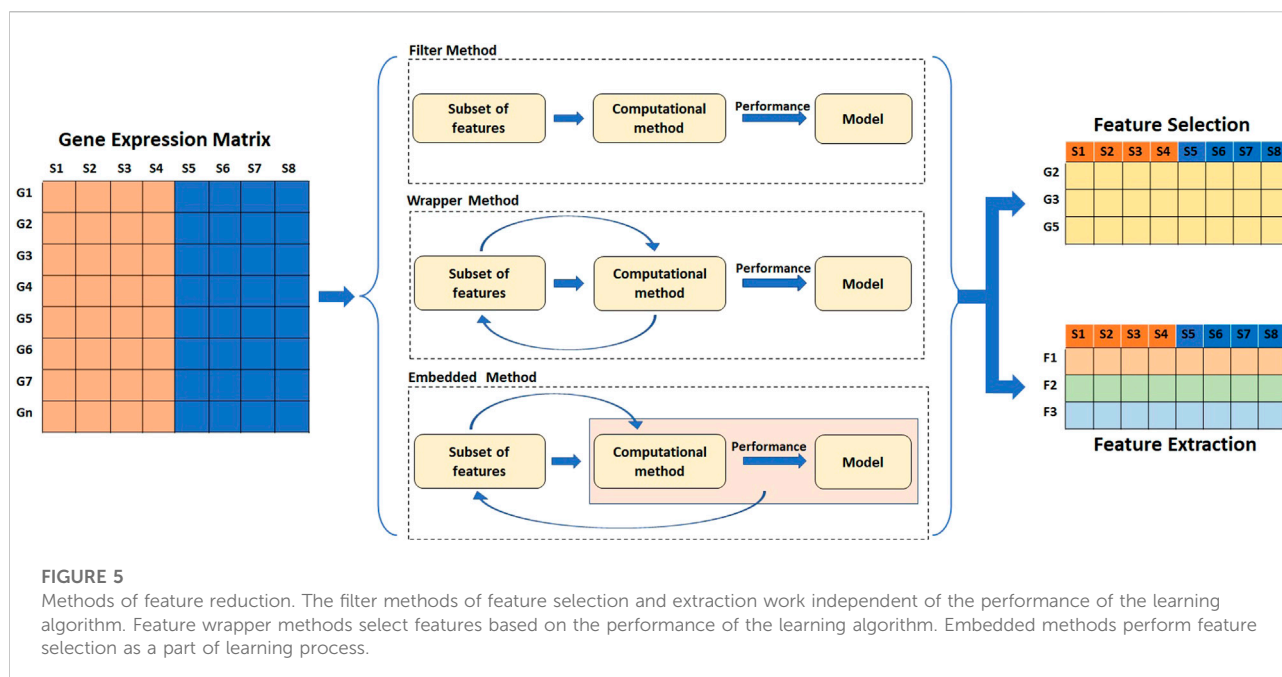 Gene Expression Matrix
S1 S2 S3 S4 S5 S6 S7 S8
G1
G2
G3
G4
G5
G6
G7
Gn
Filter Method
Subset of
features
Computational
method
Performance
Model
Wrapper Method
Subset of
features
Computational
method
Performance
Model
Embedded Method
Subset of
features
Computational
method
Performance
Model
Feature Selection
S1 S2 S3 S4 S5 S6 S7 S8
G2
G3
G5
S1 S2 S3 S4 S5 S6 S7 S8
F1
F2
F3
Feature Extraction
FIGURE 5
Methods of feature reduction. The filter methods of feature selection and extraction work independent of the performance of the learning
algorithm. Feature wrapper methods select features based on the performance of the learning algorithm. Embedded methods perform feature
selection as a part of learning process.